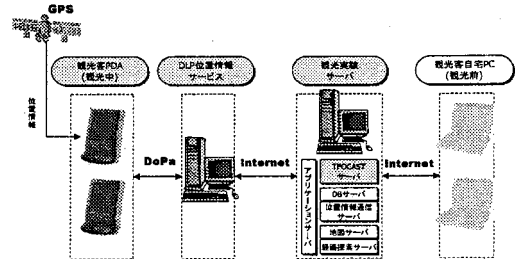 GPS
観光客PDA
(観光中)
DLP位置情報
サービス
観光実験
サーバ
観光客自宅PC
(観光前)
位置情報
DoPa
Internet
Internet
アプリケーションサーバ
TPOCAST
サーバ
DBサーバ
位置情報通信
サーバ
地図サーバ
経路探索サーバ